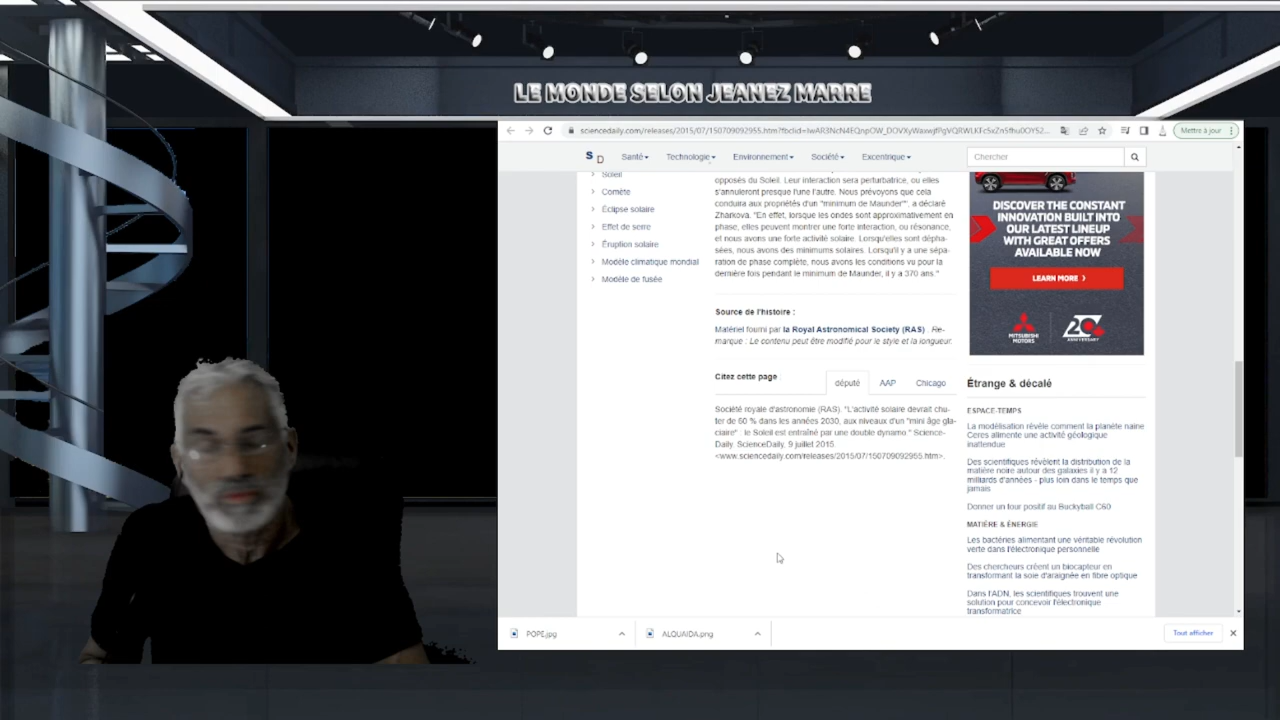 LE MONDE SELON JEANEZ MARRE
Mettre à jour
S D
Santé
Technologie
Environnement
Société
Excentrique
Chercher
Soleil
Comète
Éclipse solaire
Effet de serre
Éruption solaire
Modèle climatique mondial
Modèle de fusée
opposés du Soleil. Leur interaction sera perturbatrice, ou elles
s'annuleront presque l'une l'autre. Nous prévoyons que cela
conduira aux propriétés d'un "minimum de Maunder"", a déclaré
Zharkova. "En effet, lorsque les ondes sont approximativement en
phase, elles peuvent montrer une forte interaction, ou résonance,
et nous avons une forte activité solaire. Lorsqu'elles sont dépha-
sées, nous avons des minimums solaires. Lorsqu'il y a une sépa-
ration de phase complète, nous avons les conditions vu pour la
dernière fois pendant le minimum de Maunder, il y a 370 ans."
Source de l'histoire :
Matériel fourni par la Royal Astronomical Society (RAS) . Re-
marque : Le contenu peut être modifié pour le style et la longueur.
Citez cette page :
député
AAP
Chicago
Société royale d'astronomie (RAS). "L'activité solaire devrait chu-
ter de 60 % dans les années 2030, aux niveaux d'un "mini âge gla-
ciaire" : le Soleil est entraîné par une double dynamo." Science-
Daily. ScienceDaily, 9 juillet 2015.
<www.sciencedaily.com/releases/2015/07/150709092955.htm>.
DISCOVER THE CONSTANT
INNOVATION BUILT INTO
OUR LATEST LINEUP
WITH GREAT OFFERS
AVAILABLE NOW
LEARN MORE
MITSUBISHI
MOTORS
20
ANNIVERSARY
Étrange & décalé
ESPACE-TEMPS
La modélisation révèle comment la planète naine
Ceres alimente une activité géologique
inattendue
Des scientifiques révèlent la distribution de la
matière noire autour des galaxies il y a 12
milliards d'années - plus loin dans le temps que
jamais
Donner un tour positif au Buckyball C60
MATIÈRE & ÉNERGIE
Les bactéries alimentant une véritable révolution
verte dans l'électronique personnelle
Des chercheurs créent un biocapteur en
transformant la soie d'araignée en fibre optique
Dans l'ADN, les scientifiques trouvent une
solution pour concevoir l'électronique
transformatrice
POPE.jpg
ALQUAIDA.png
Tout afficher